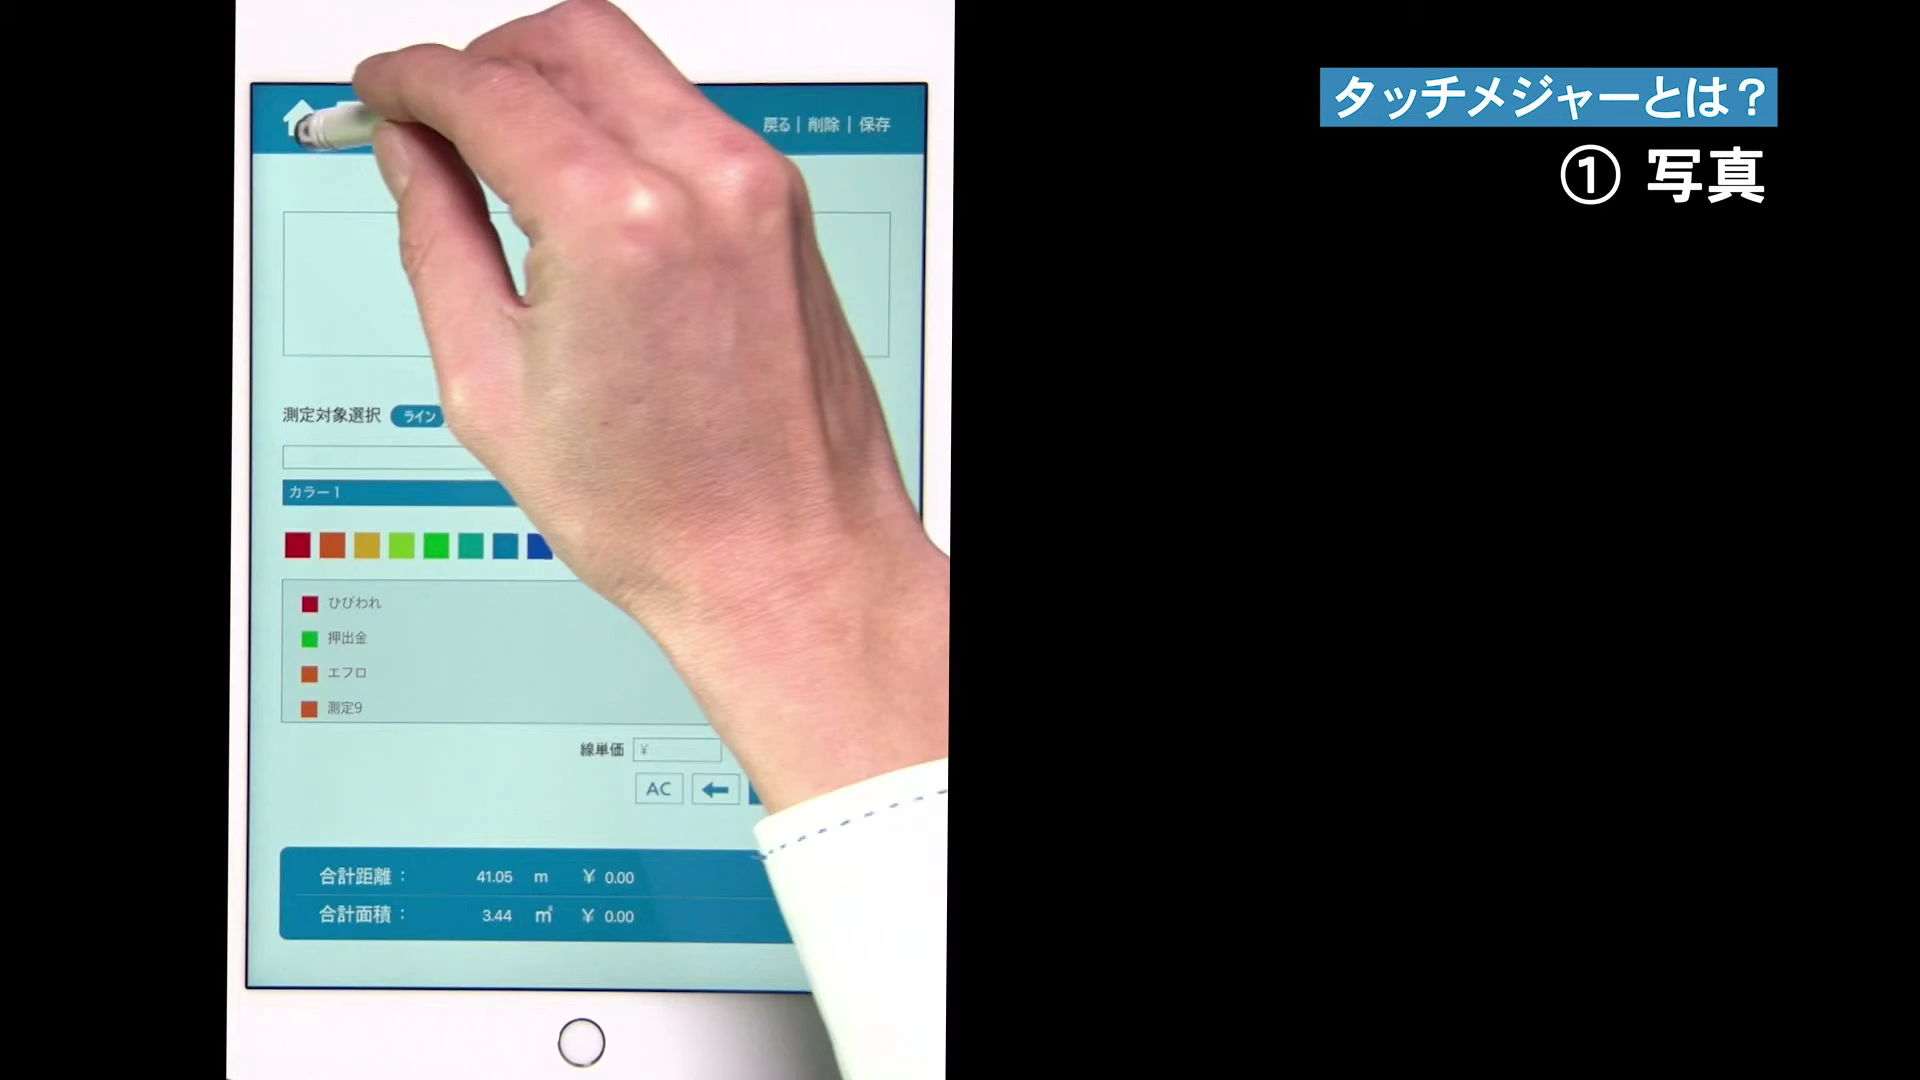 タッチメジャーとは？
① 写真
戻る | 削除 | 保存
測定対象選択 ライン
カラー 1
ひびわれ
押出金
エフロ
測定9
線単価 ¥
AC
合計距離： 41.05 m ¥ 0.00
合計面積： 3.44 ㎡ ¥ 0.00